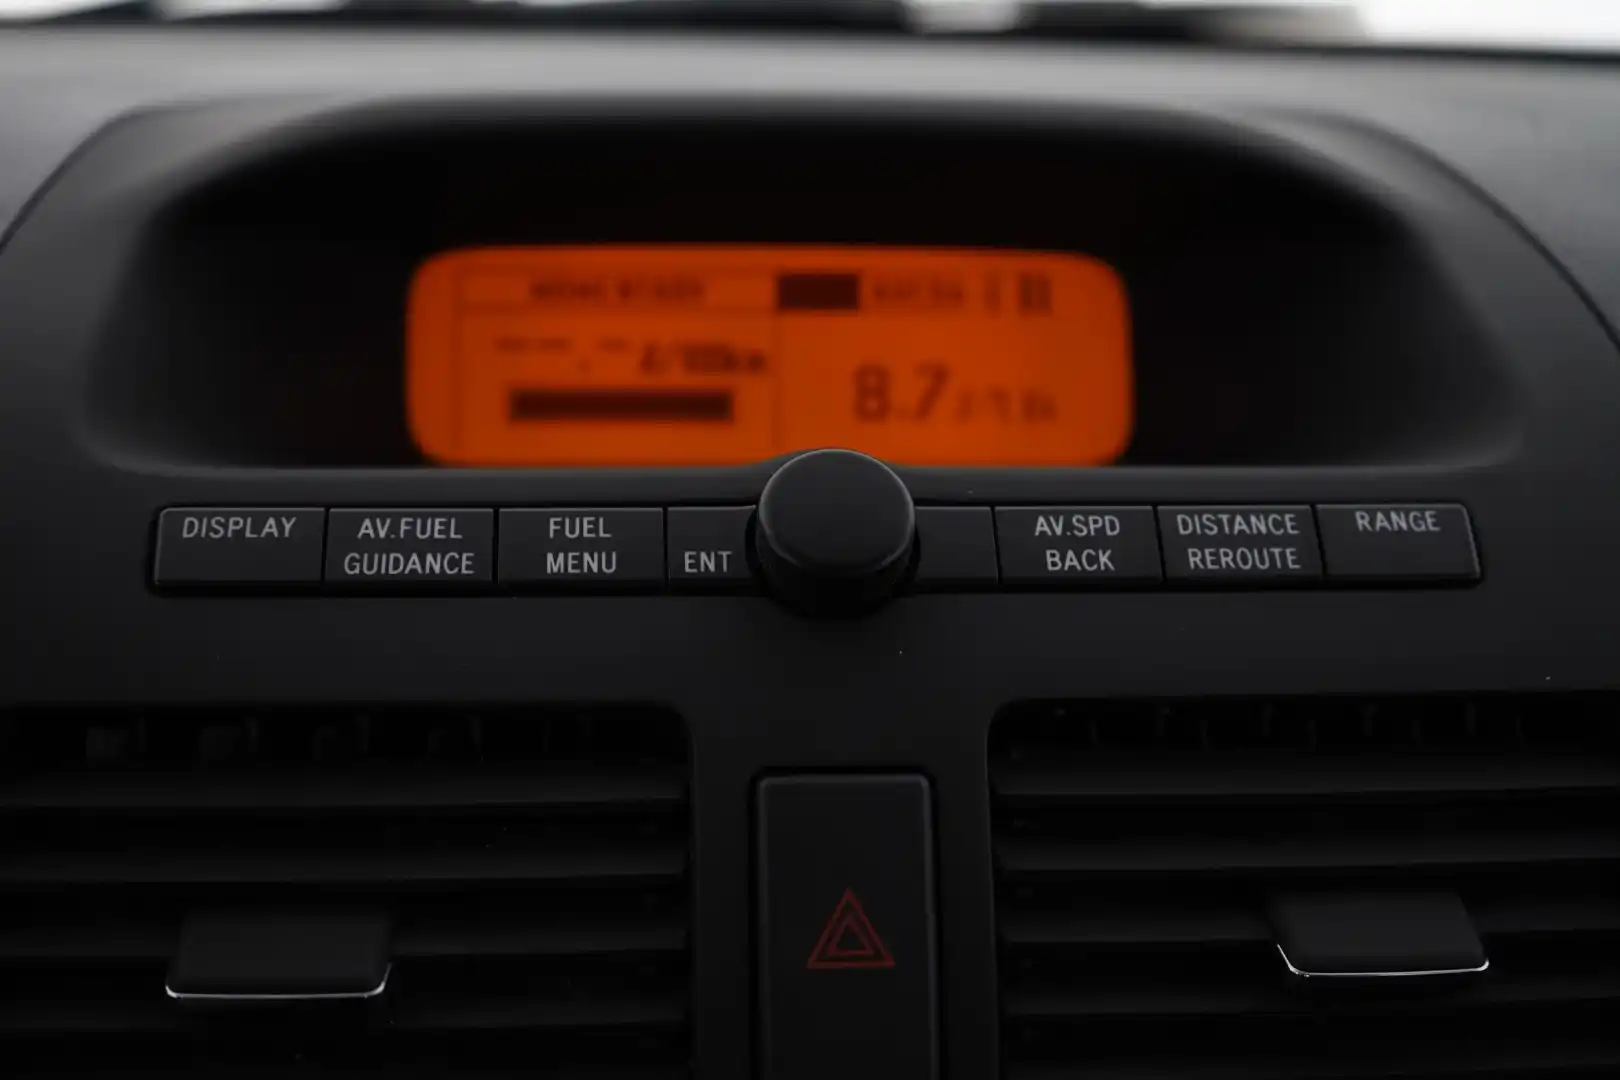 8.7
DISPLAY
AV.FUEL
GUIDANCE
FUEL
MENU
ENT
AV.SPD
BACK
DISTANCE
REROUTE
RANGE